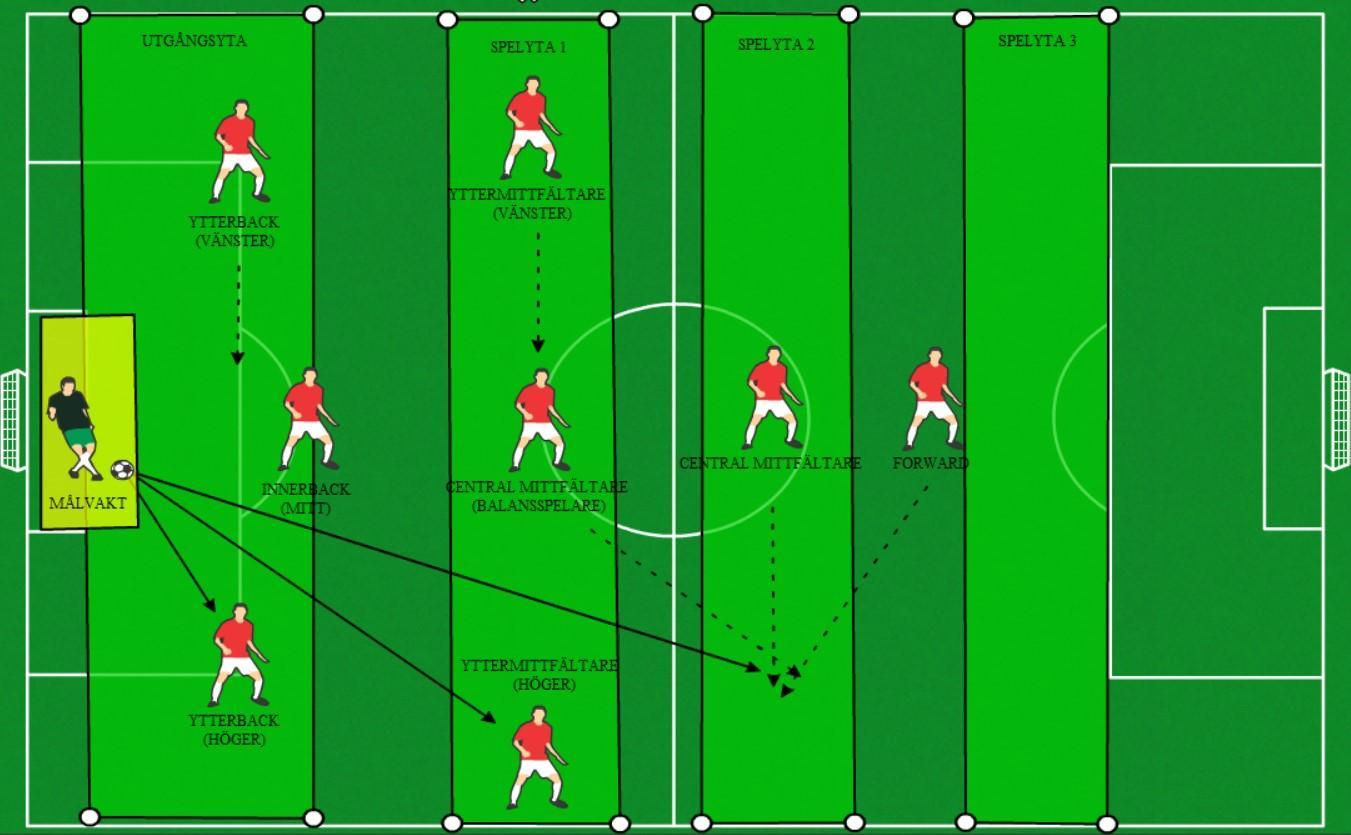 UTGÅNGSYTA
SPELYTA 1
SPELYTA 2
SPELYTA 3
YTTERBACK
(VÄNSTER)
YTTERMITTFÄLTARE
(VÄNSTER)
MÅLVAKT
INNERBACK
(MITT)
CENTRAL MITTFÄLTARE
(BALANSSPELARE)
CENTRAL MITTFÄLTARE
FORWARD
YTTERBACK
(HÖGER)
YTTERMITTFÄLTARE
(HÖGER)